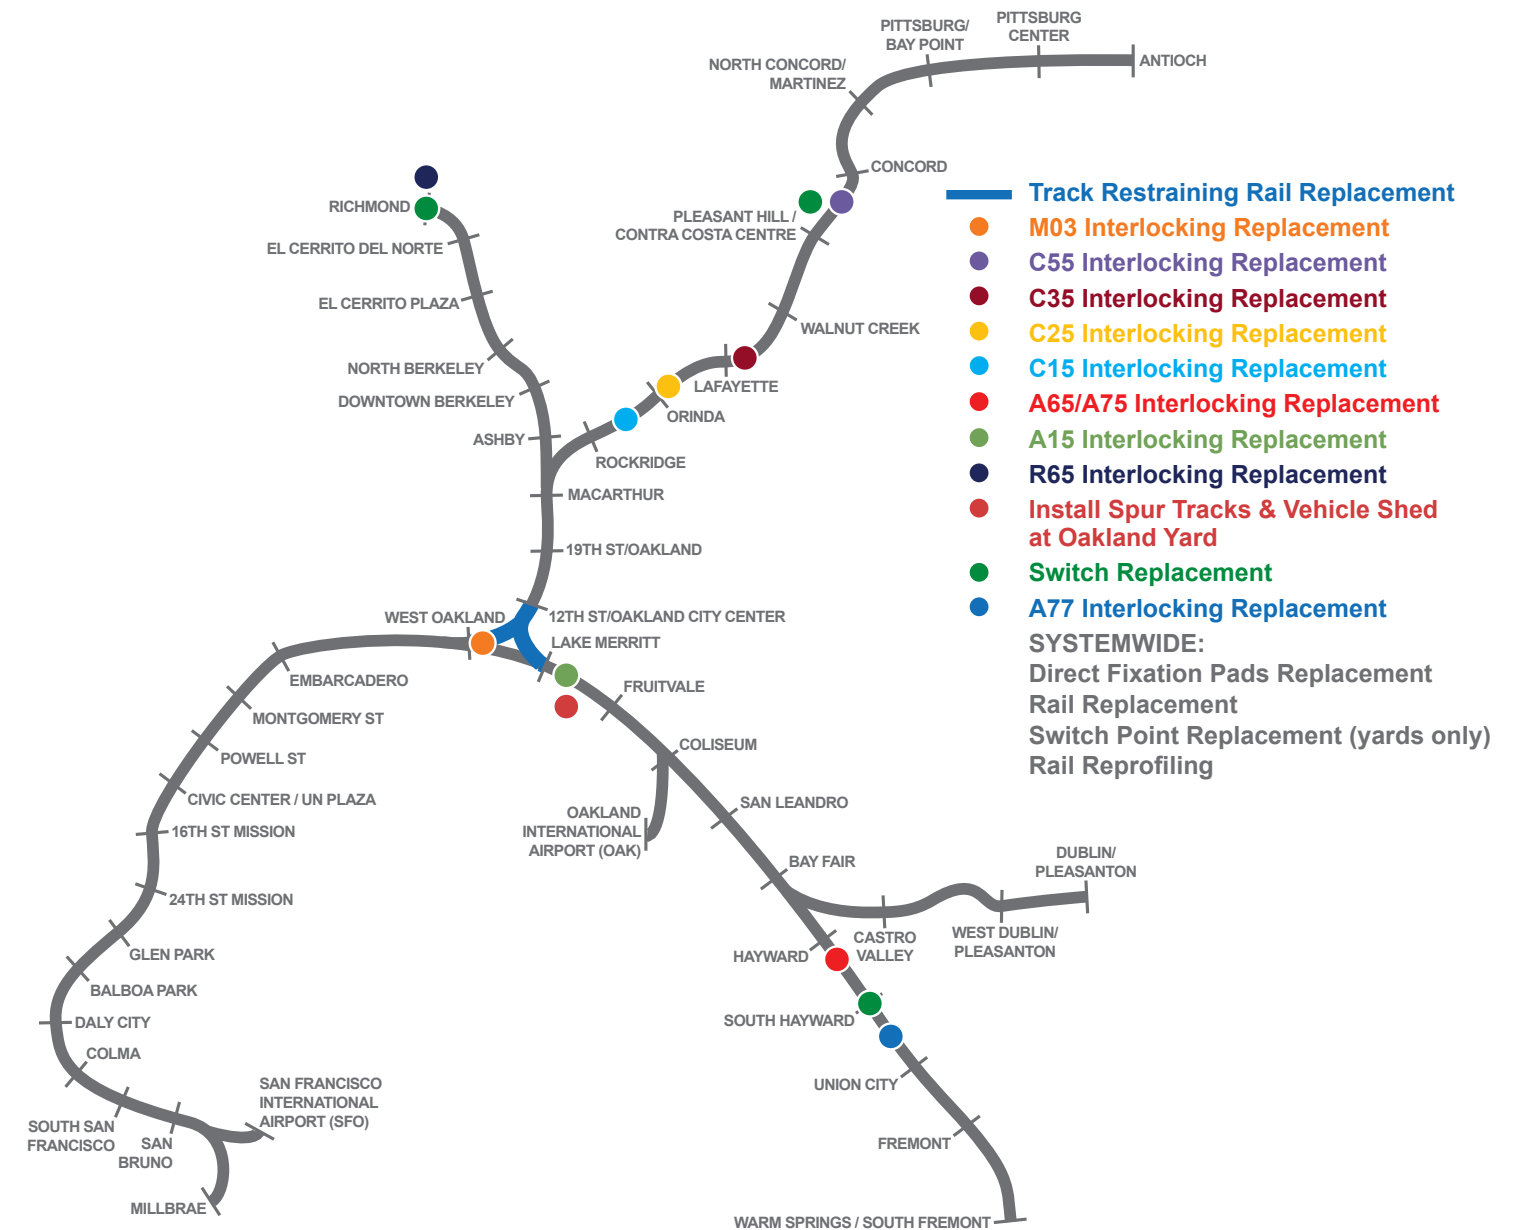 PITTSBURG
CENTER
PITTSBURG/
BAY POINT
ANTIOCH
NORTH CONCORD/
MARTINEZ
CONCORD
PLEASANT HILL /
CONTRA COSTA CENTRE
WALNUT CREEK
LAFAYETTE
ORINDA
ROCKRIDGE
RICHMOND
EL CERRITO DEL NORTE
EL CERRITO PLAZA
NORTH BERKELEY
DOWNTOWN BERKELEY
ASHBY
MACARTHUR
19TH ST/OAKLAND
12TH ST/OAKLAND CITY CENTER
WEST OAKLAND
LAKE MERRITT
FRUITVALE
COLISEUM
OAKLAND
INTERNATIONAL
AIRPORT (OAK)
SAN LEANDRO
BAY FAIR
DUBLIN/
PLEASANTON
CASTRO
VALLEY
WEST DUBLIN/
PLEASANTON
HAYWARD
SOUTH HAYWARD
UNION CITY
FREMONT
WARM SPRINGS / SOUTH FREMONT
EMBARCADERO
MONTGOMERY ST
POWELL ST
CIVIC CENTER / UN PLAZA
16TH ST MISSION
24TH ST MISSION
GLEN PARK
BALBOA PARK
DALY CITY
COLMA
SOUTH SAN
FRANCISCO
SAN
BRUNO
SAN FRANCISCO
INTERNATIONAL
AIRPORT (SFO)
MILLBRAE
Track Restraining Rail Replacement
M03 Interlocking Replacement
C55 Interlocking Replacement
C35 Interlocking Replacement
C25 Interlocking Replacement
C15 Interlocking Replacement
A65/A75 Interlocking Replacement
A15 Interlocking Replacement
R65 Interlocking Replacement
Install Spur Tracks & Vehicle Shed
at Oakland Yard
Switch Replacement
A77 Interlocking Replacement
SYSTEMWIDE:
Direct Fixation Pads Replacement
Rail Replacement
Switch Point Replacement (yards only)
Rail Reprofiling